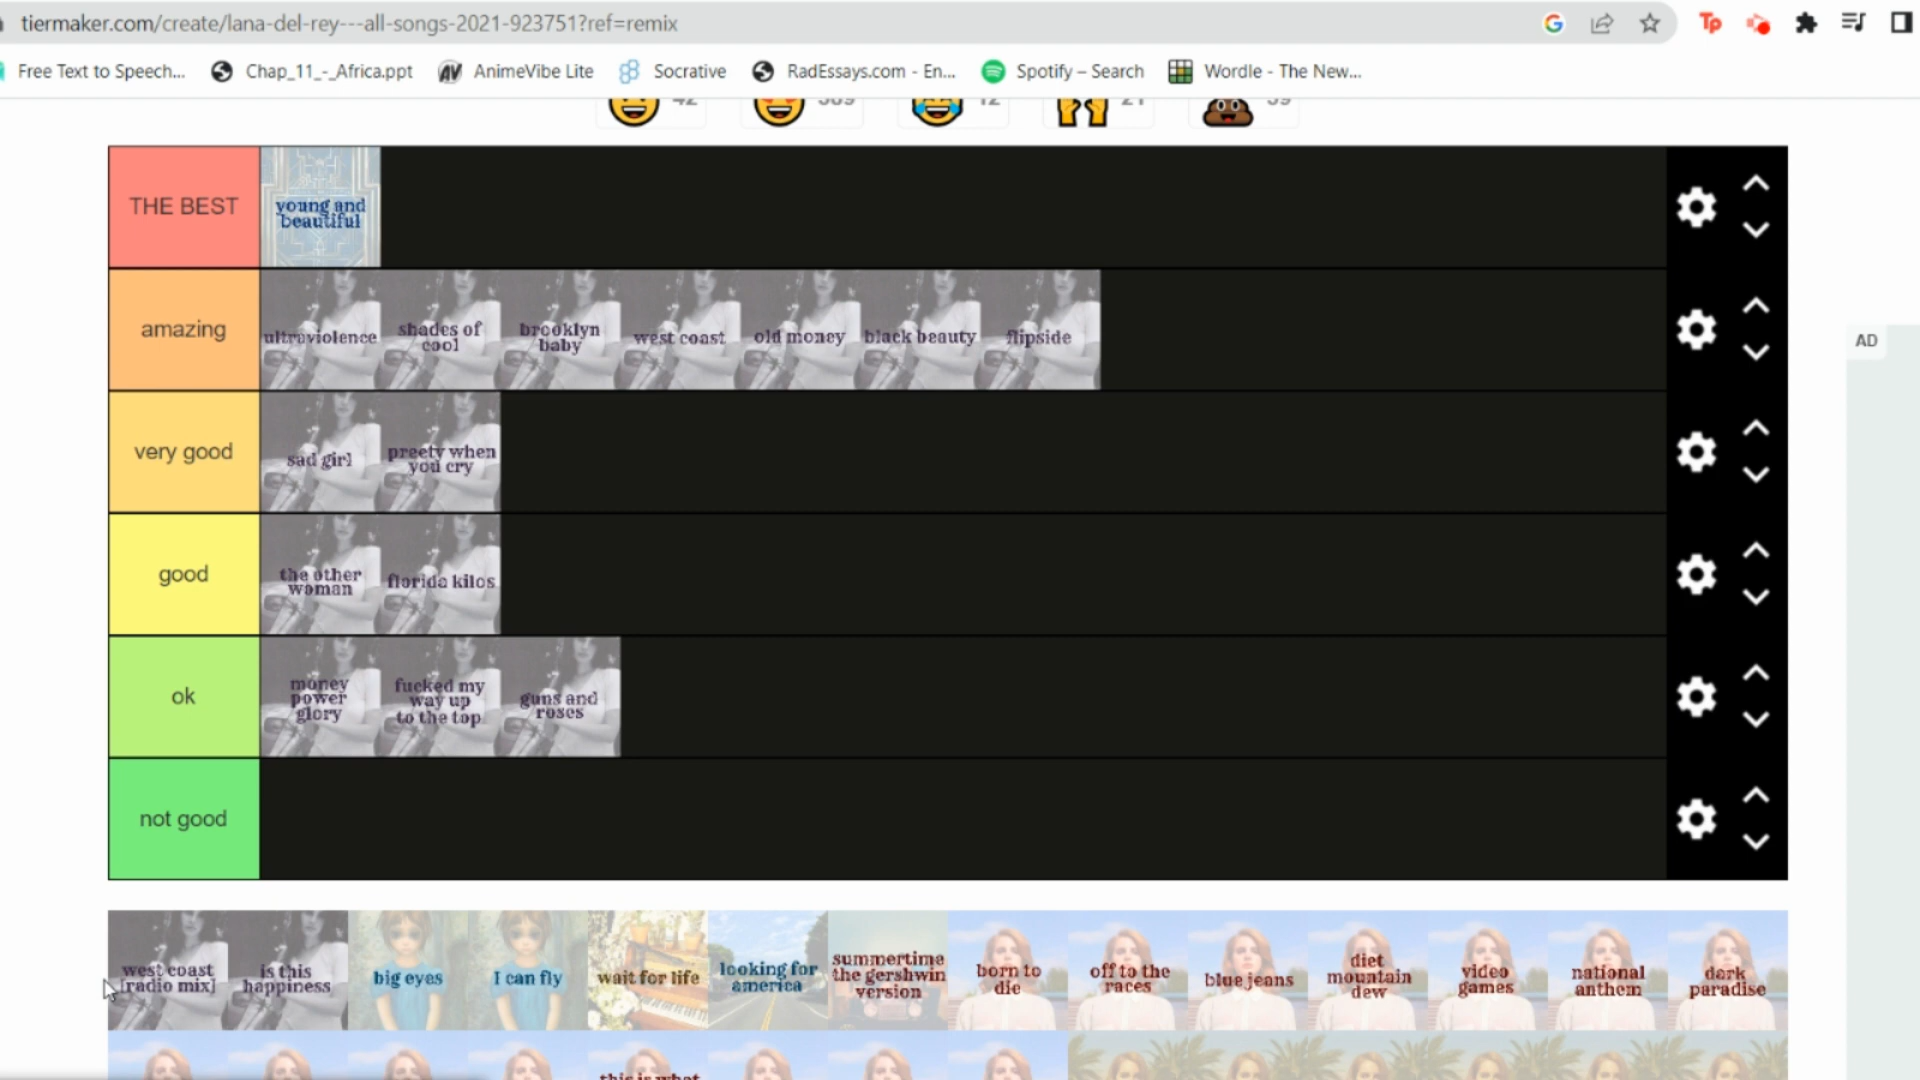 tiermaker.com/create/lana-del-rey---all-songs-2021-923751?ref=remix
Tp
Free Text to Speech...
Chap_11_-_Africa.ppt
AV
AnimeVibe Lite
Socrative
RadEssays.com - En...
Spotify – Search
Wordle - The New...
THE BEST
young and
beautiful
amazing
ultraviolence
shades of
cool
brooklyn
baby
west coast
old money
black beauty
flipside
very good
sad girl
preety when
you cry
good
the other
woman
florida kilos
ok
money
power
glory
fucked my
way up
to the top
guns and
roses
not good
AD
west coast
[radio mix]
is this
happiness
big eyes
I can fly
wait for life
looking for
america
summertime
the gershwin
version
born to
die
off to the
races
blue jeans
diet
mountain
dew
video
games
national
anthem
dark
paradise
this is what